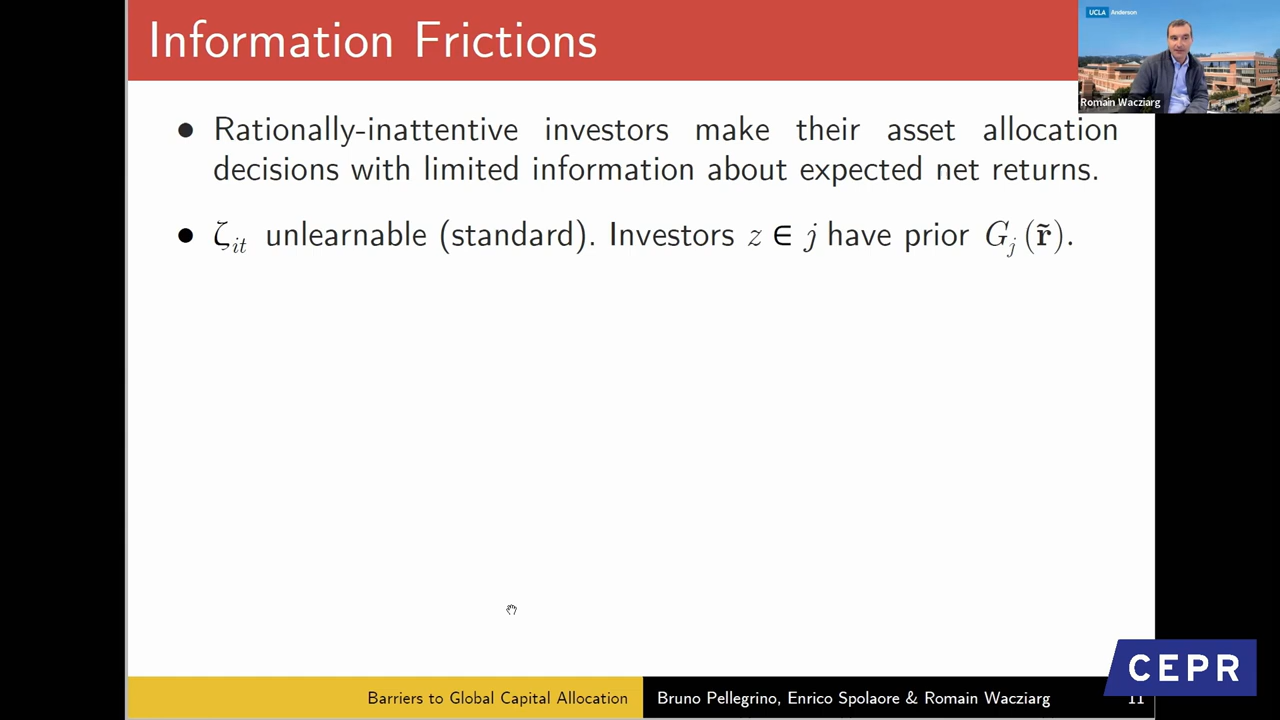 Information Frictions
UCLA Anderson
Romain Wacziarg
• Rationally-inattentive investors make their asset allocation
decisions with limited information about expected net returns.
• ζ_it unlearnable (standard). Investors z ∈ j have prior G_j (r̃).
CEPR
Barriers to Global Capital Allocation
Bruno Pellegrino, Enrico Spolaore & Romain Wacziarg
11